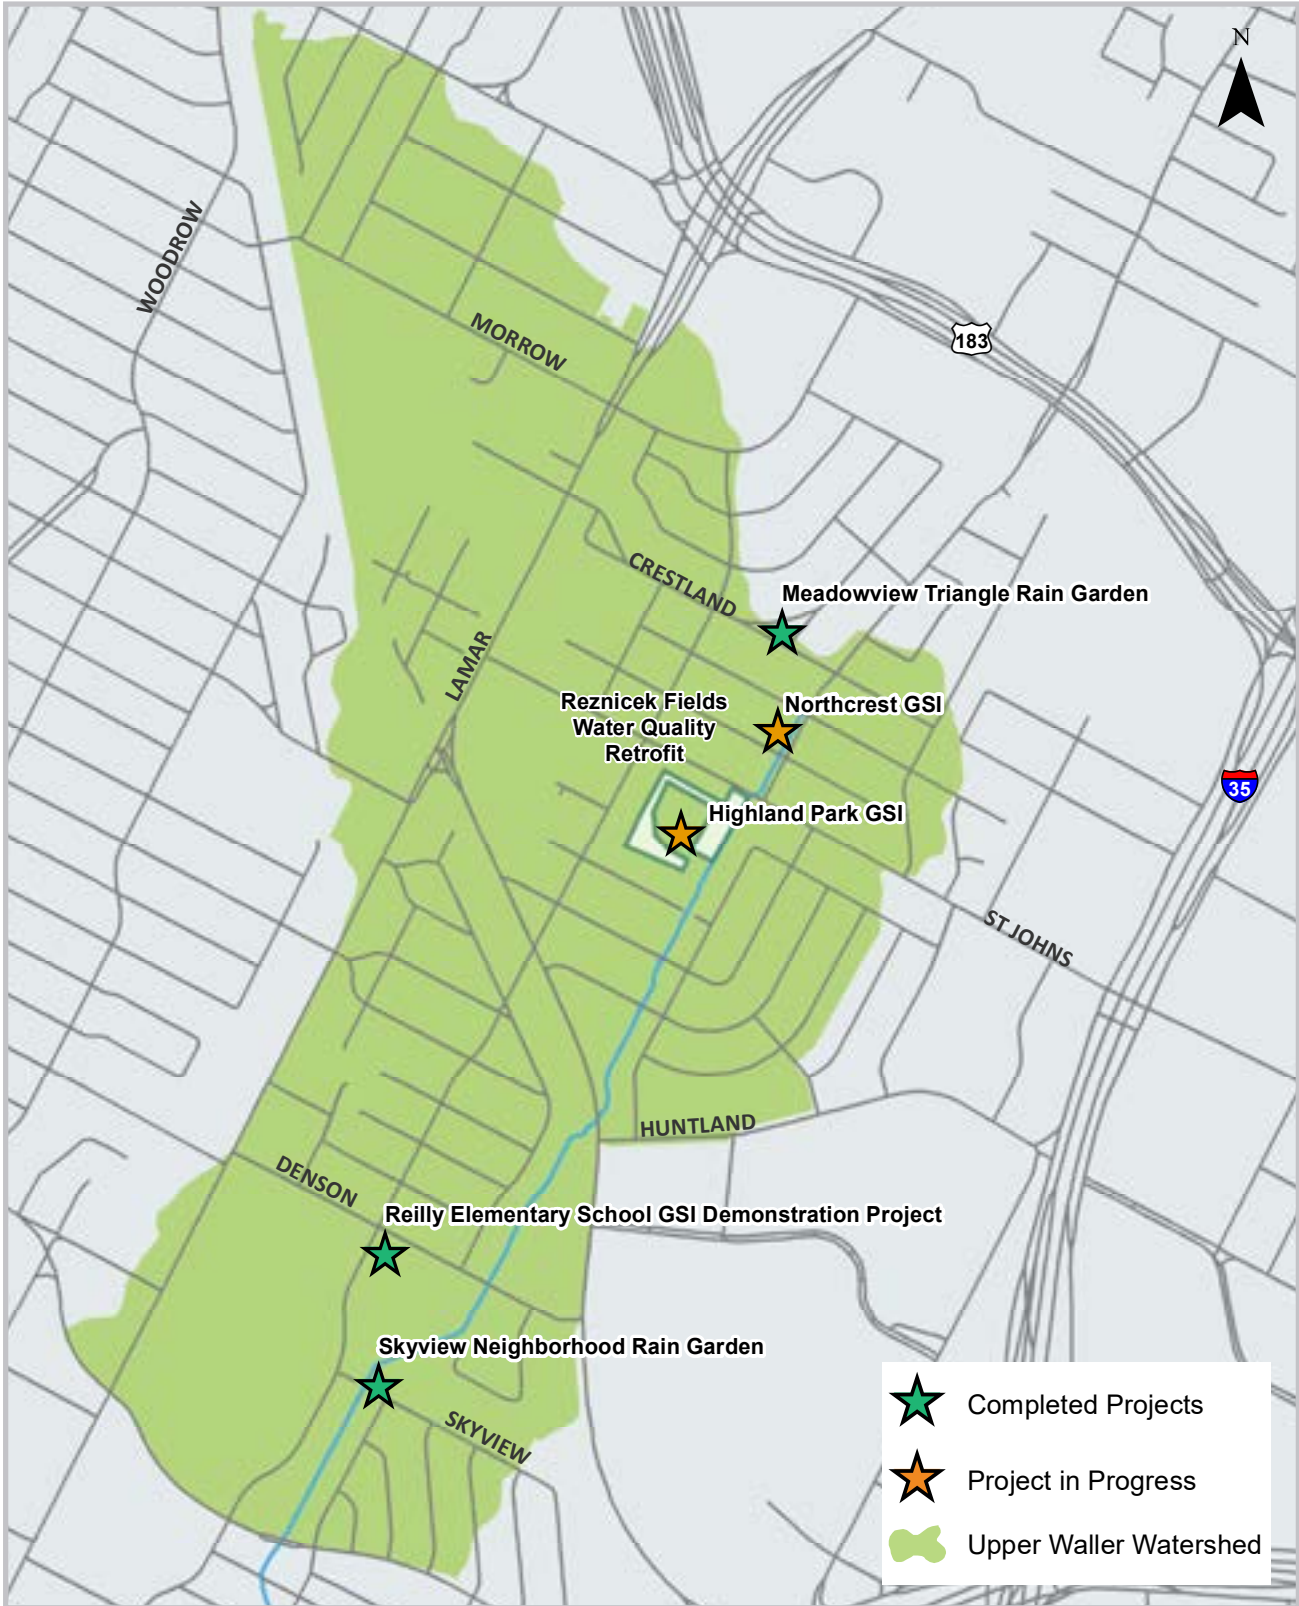 N
WOODROW
MORROW
183
CRESTLAND
Meadowview Triangle Rain Garden
LAMAR
Reznicek Fields
Water Quality
Retrofit
Northcrest GSI
35
Highland Park GSI
ST JOHNS
HUNTLAND
DENSON
Reilly Elementary School GSI Demonstration Project
Skyview Neighborhood Rain Garden
SKYVIEW
Completed Projects
Project in Progress
Upper Waller Watershed